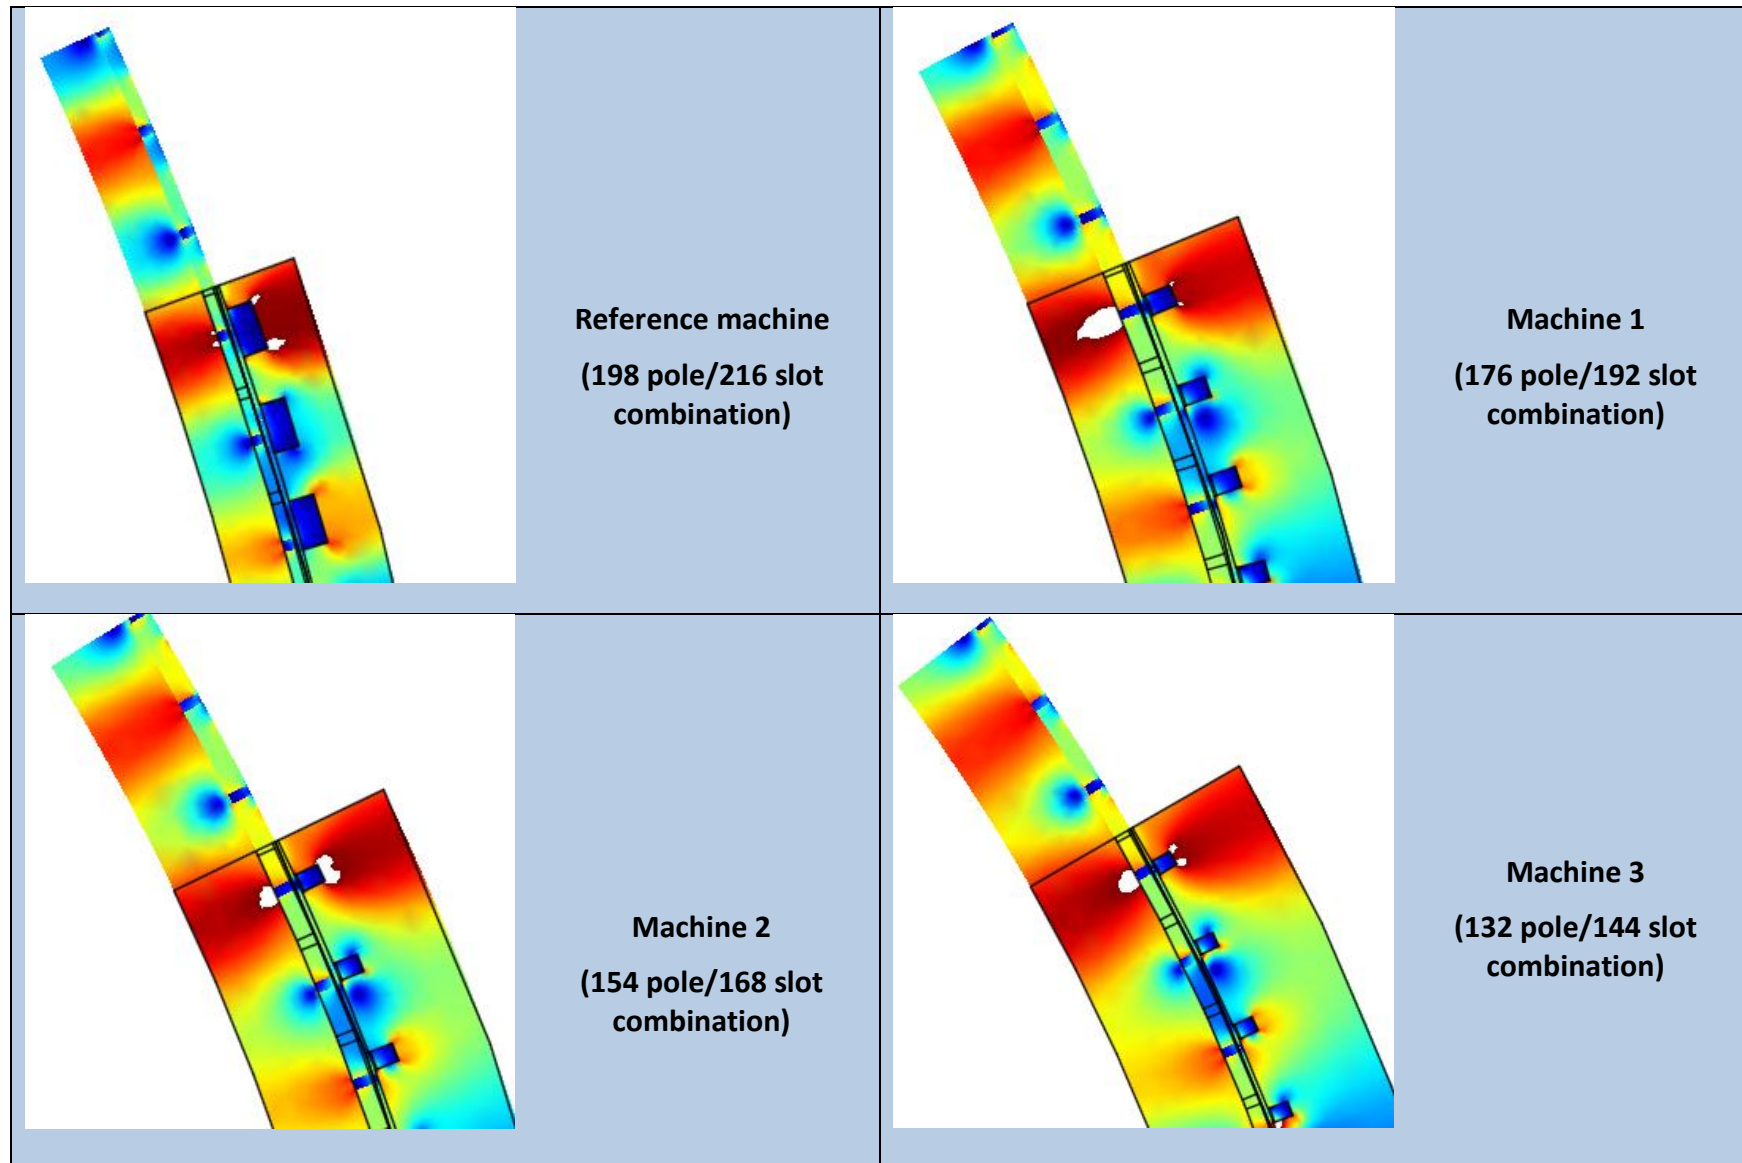 Reference machine
(198 pole/216 slot
combination)
Machine 1
(176 pole/192 slot
combination)
Machine 2
(154 pole/168 slot
combination)
Machine 3
(132 pole/144 slot
combination)